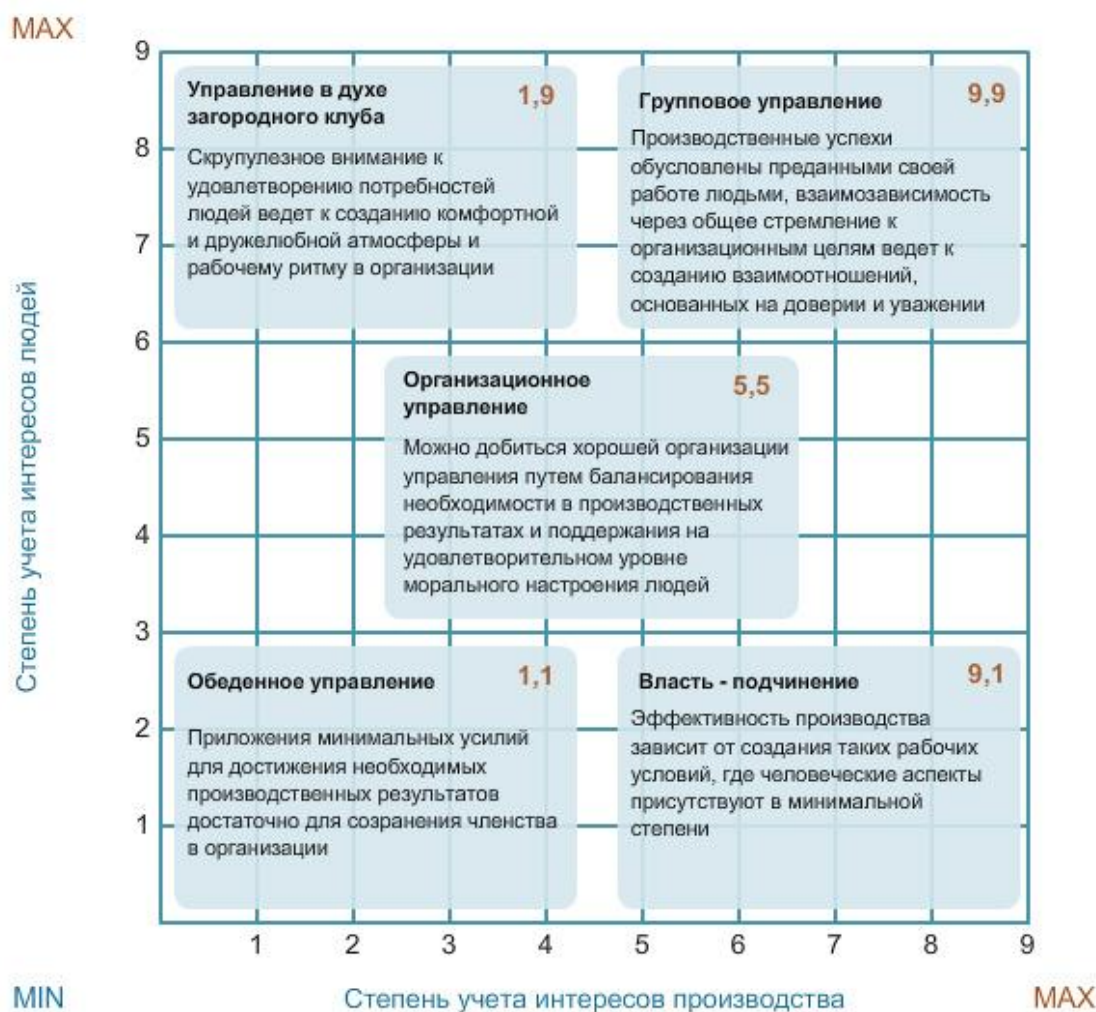 MAX
9
8
7
6
5
4
3
2
1
Степень учета интересов людей
Управление в духе
загородного клуба
1,9
Скрупулезное внимание к
удовлетворению потребностей
людей ведет к созданию комфортной
и дружелюбной атмосферы и
рабочему ритму в организации
Групповое управление
9,9
Производственные успехи
обусловлены преданными своей
работе людьми, взаимозависимость
через общее стремление к
организационным целям ведет к
созданию взаимоотношений,
основанных на доверии и уважении
Организационное
управление
5,5
Можно добиться хорошей организации
управления путем балансирования
необходимости в производственных
результатах и поддержания на
удовлетворительном уровне
морального настроения людей
Обеденное управление
1,1
Приложения минимальных усилий
для достижения необходимых
производственных результатов
достаточно для созранения членства
в организации
Власть - подчинение
9,1
Эффективность производства
зависит от создания таких рабочих
условий, где человеческие аспекты
присутствуют в минимальной
степени
1 2 3 4 5 6 7 8 9
MIN
Степень учета интересов производства
MAX